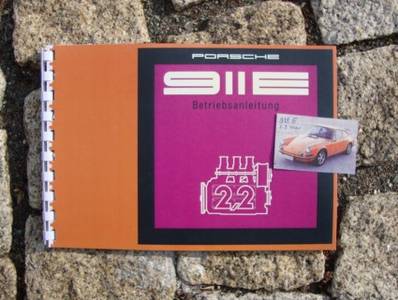 PORSCHE
911E
Betriebsanleitung
2,2
911 E